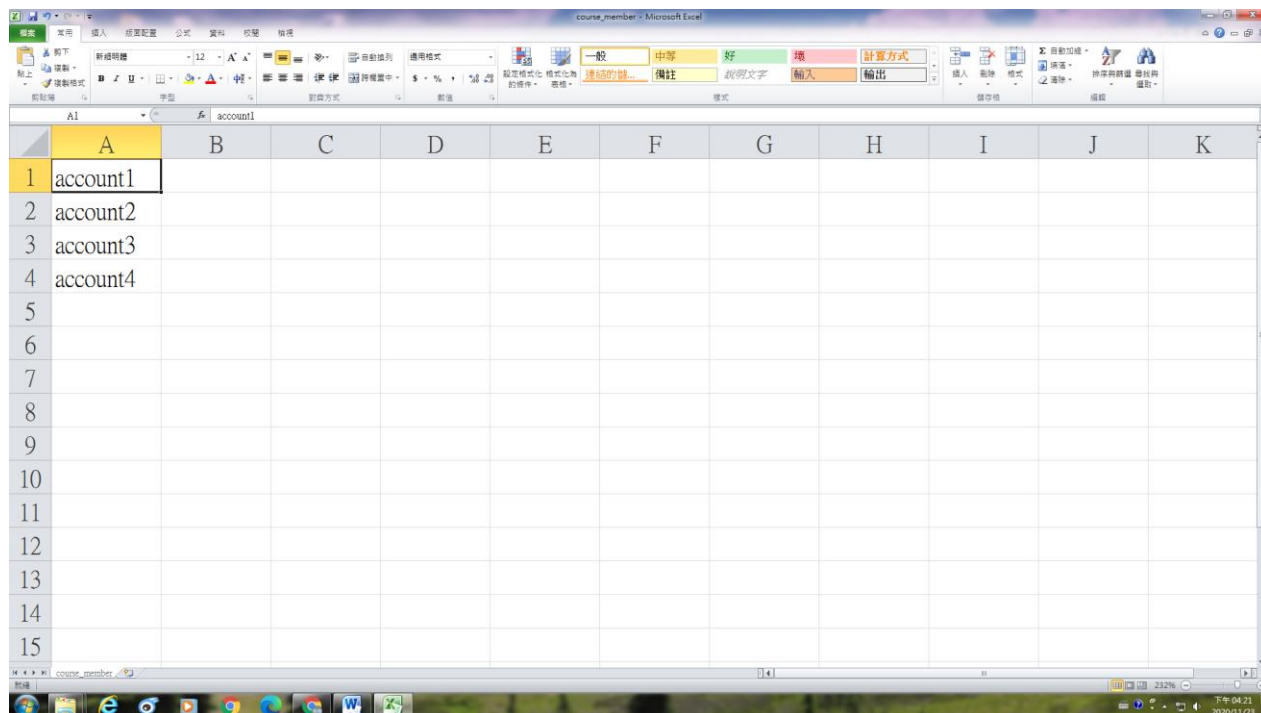 course_member - Microsoft Excel
檔案 常用 插入 版面配置 公式 資料 校閱 檢視
剪下
複製
複製格式
貼上
剪貼簿
新細明體 12
B I U
字型
自動換列
跨欄置中
對齊方式
通用格式
$ % ,
數值
設定格式化的條件
格式化為表格
一般 中等 好 壞 計算方式
連結的儲... 備註 說明文字 輸入 輸出
樣式
插入 刪除 格式
儲存格
Σ 自動加總
填滿
清除
排序與篩選 尋找與選取
編輯
A1 fx account1
A B C D E F G H I J K
1 account1
2 account2
3 account3
4 account4
5
6
7
8
9
10
11
12
13
14
15
course_member
就緒
232%
下午 04:21
2020/11/23